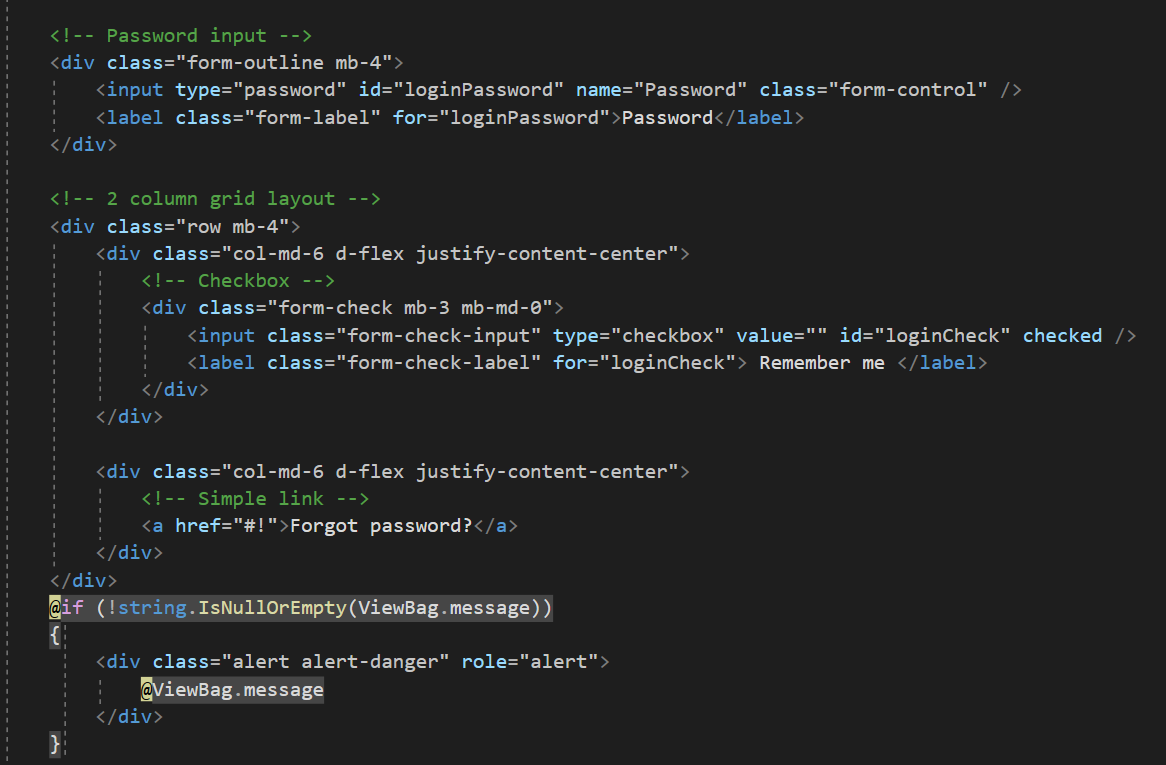 <!-- Password input -->
<div class="form-outline mb-4">
    <input type="password" id="loginPassword" name="Password" class="form-control" />
    <label class="form-label" for="loginPassword">Password</label>
</div>

<!-- 2 column grid layout -->
<div class="row mb-4">
    <div class="col-md-6 d-flex justify-content-center">
        <!-- Checkbox -->
        <div class="form-check mb-3 mb-md-0">
            <input class="form-check-input" type="checkbox" value="" id="loginCheck" checked />
            <label class="form-check-label" for="loginCheck"> Remember me </label>
        </div>
    </div>

    <div class="col-md-6 d-flex justify-content-center">
        <!-- Simple link -->
        <a href="#!">Forgot password?</a>
    </div>
</div>
@if (!string.IsNullOrEmpty(ViewBag.message))
{
    <div class="alert alert-danger" role="alert">
        @ViewBag.message
    </div>
}